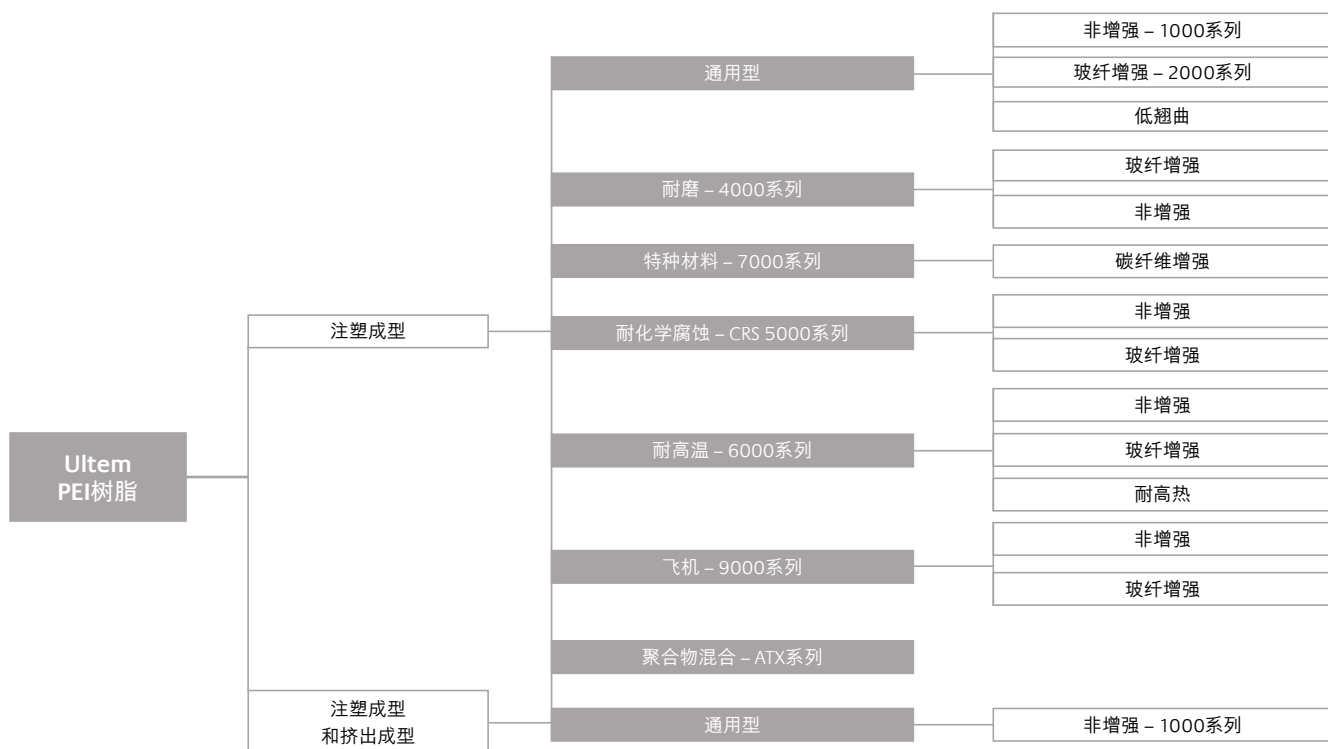 Ultem
PEI树脂
注塑成型
通用型
非增强 – 1000系列
玻纤增强 – 2000系列
低翘曲
耐磨 – 4000系列
玻纤增强
非增强
特种材料 – 7000系列
碳纤维增强
耐化学腐蚀 – CRS 5000系列
非增强
玻纤增强
耐高温 – 6000系列
非增强
玻纤增强
耐高热
飞机 – 9000系列
非增强
玻纤增强
聚合物混合 – ATX系列
注塑成型
和挤出成型
通用型
非增强 – 1000系列